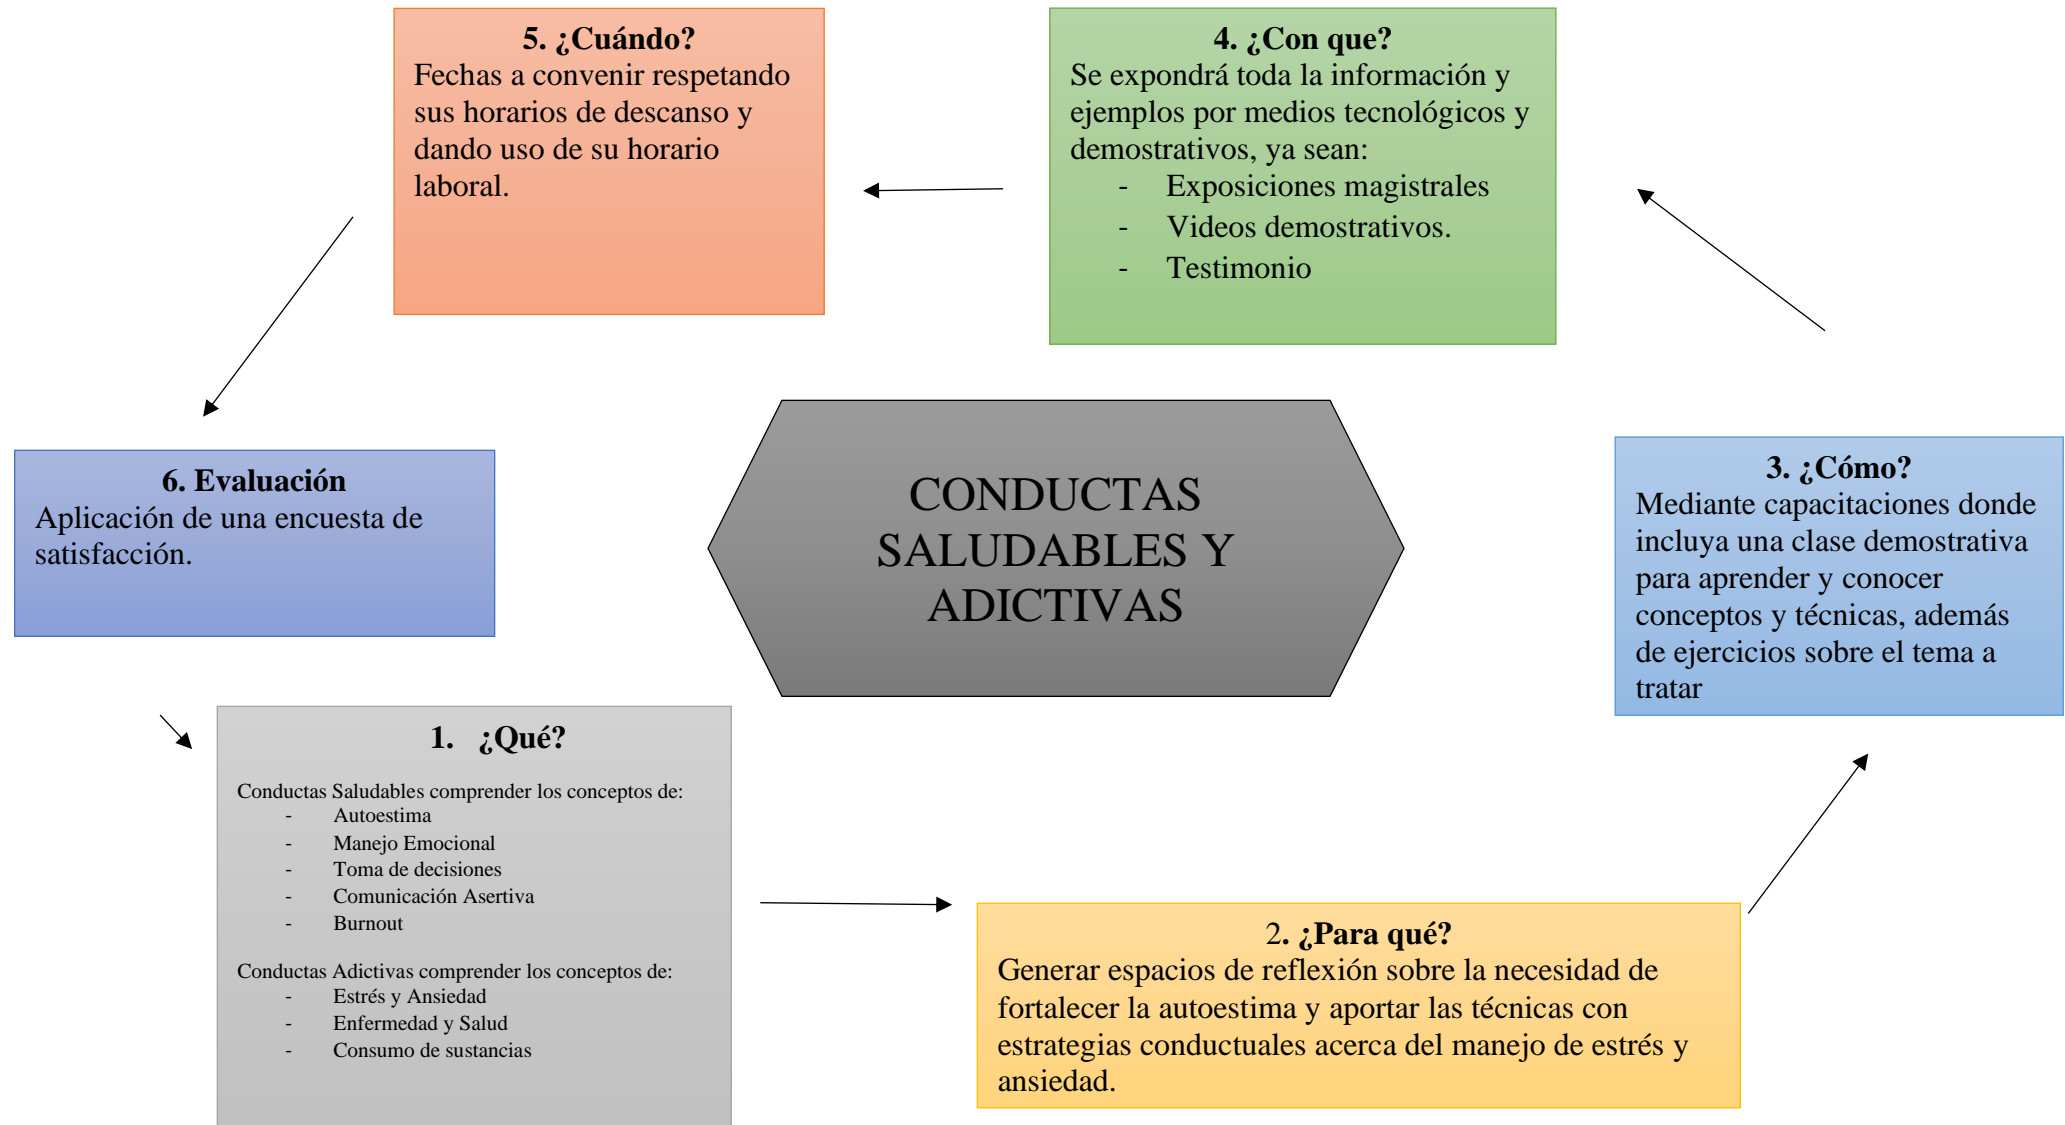 5. ¿Cuándo?
Fechas a convenir respetando
sus horarios de descanso y
dando uso de su horario
laboral.
4. ¿Con que?
Se expondrá toda la información y
ejemplos por medios tecnológicos y
demostrativos, ya sean:
- Exposiciones magistrales
- Videos demostrativos.
- Testimonio
6. Evaluación
Aplicación de una encuesta de
satisfacción.
CONDUCTAS
SALUDABLES Y
ADICTIVAS
3. ¿Cómo?
Mediante capacitaciones donde
incluya una clase demostrativa
para aprender y conocer
conceptos y técnicas, además
de ejercicios sobre el tema a
tratar
1. ¿Qué?
Conductas Saludables comprender los conceptos de:
- Autoestima
- Manejo Emocional
- Toma de decisiones
- Comunicación Asertiva
- Burnout
Conductas Adictivas comprender los conceptos de:
- Estrés y Ansiedad
- Enfermedad y Salud
- Consumo de sustancias
2. ¿Para qué?
Generar espacios de reflexión sobre la necesidad de
fortalecer la autoestima y aportar las técnicas con
estrategias conductuales acerca del manejo de estrés y
ansiedad.